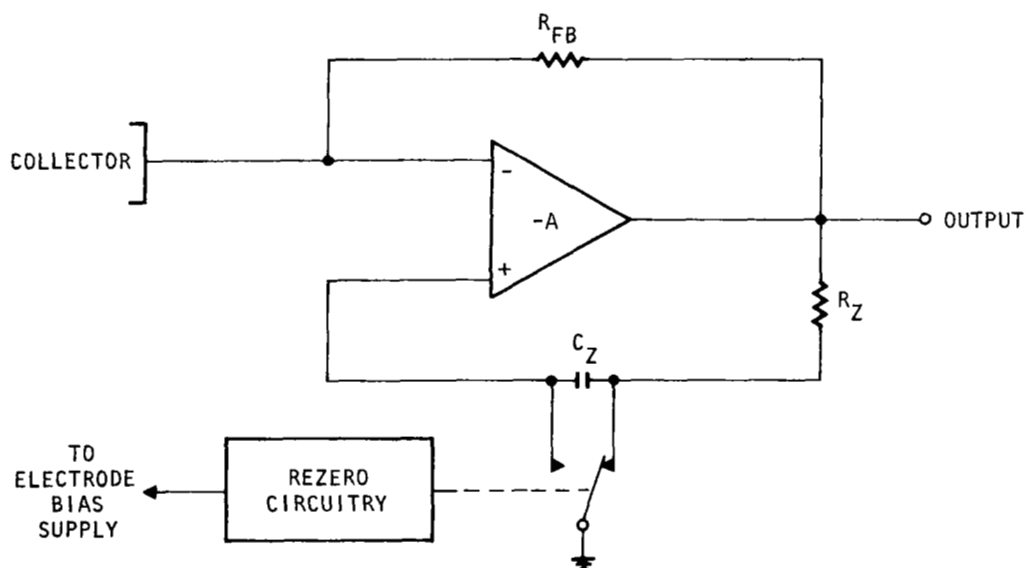 R_FB
COLLECTOR
-
-A
+
OUTPUT
R_Z
C_Z
TO
ELECTRODE
BIAS
SUPPLY
REZERO
CIRCUITRY